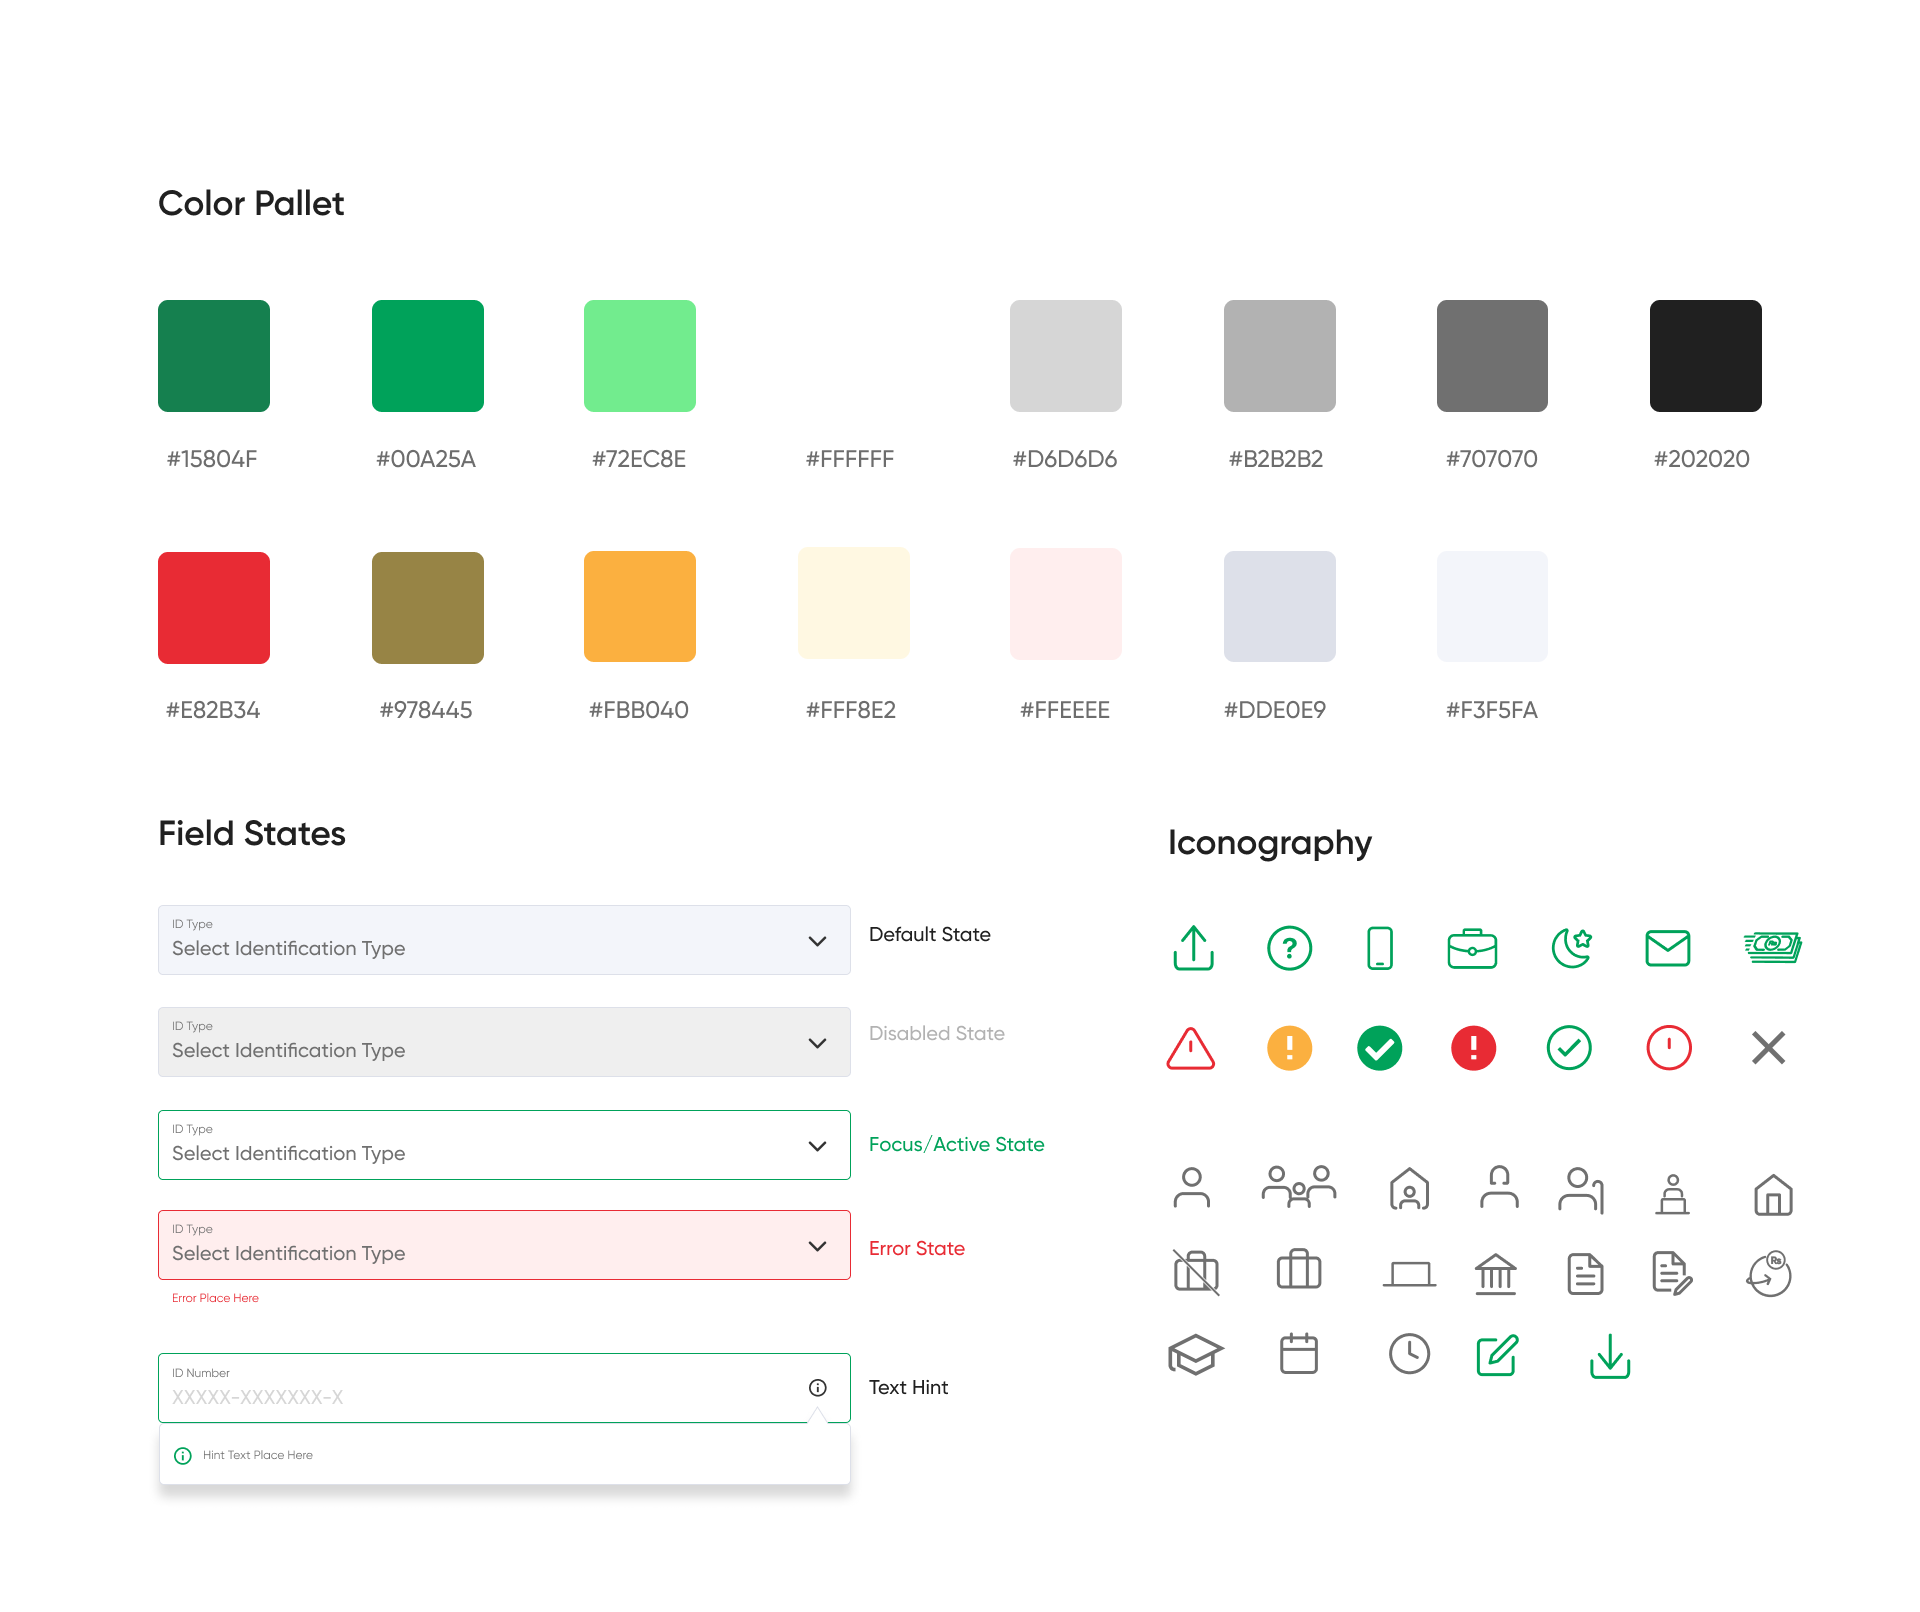 Color Pallet
#15804F
#00A25A
#72EC8E
#FFFFFF
#D6D6D6
#B2B2B2
#707070
#202020
#E82B34
#978445
#FBB040
#FFF8E2
#FFEEEE
#DDE0E9
#F3F5FA
Field States
ID Type
Select Identification Type
Default State
ID Type
Select Identification Type
Disabled State
ID Type
Select Identification Type
Focus/Active State
ID Type
Select Identification Type
Error State
Error Place Here
ID Number
XXXXX-XXXXXXX-X
Text Hint
Hint Text Place Here
Iconography
?
Rs
Rs